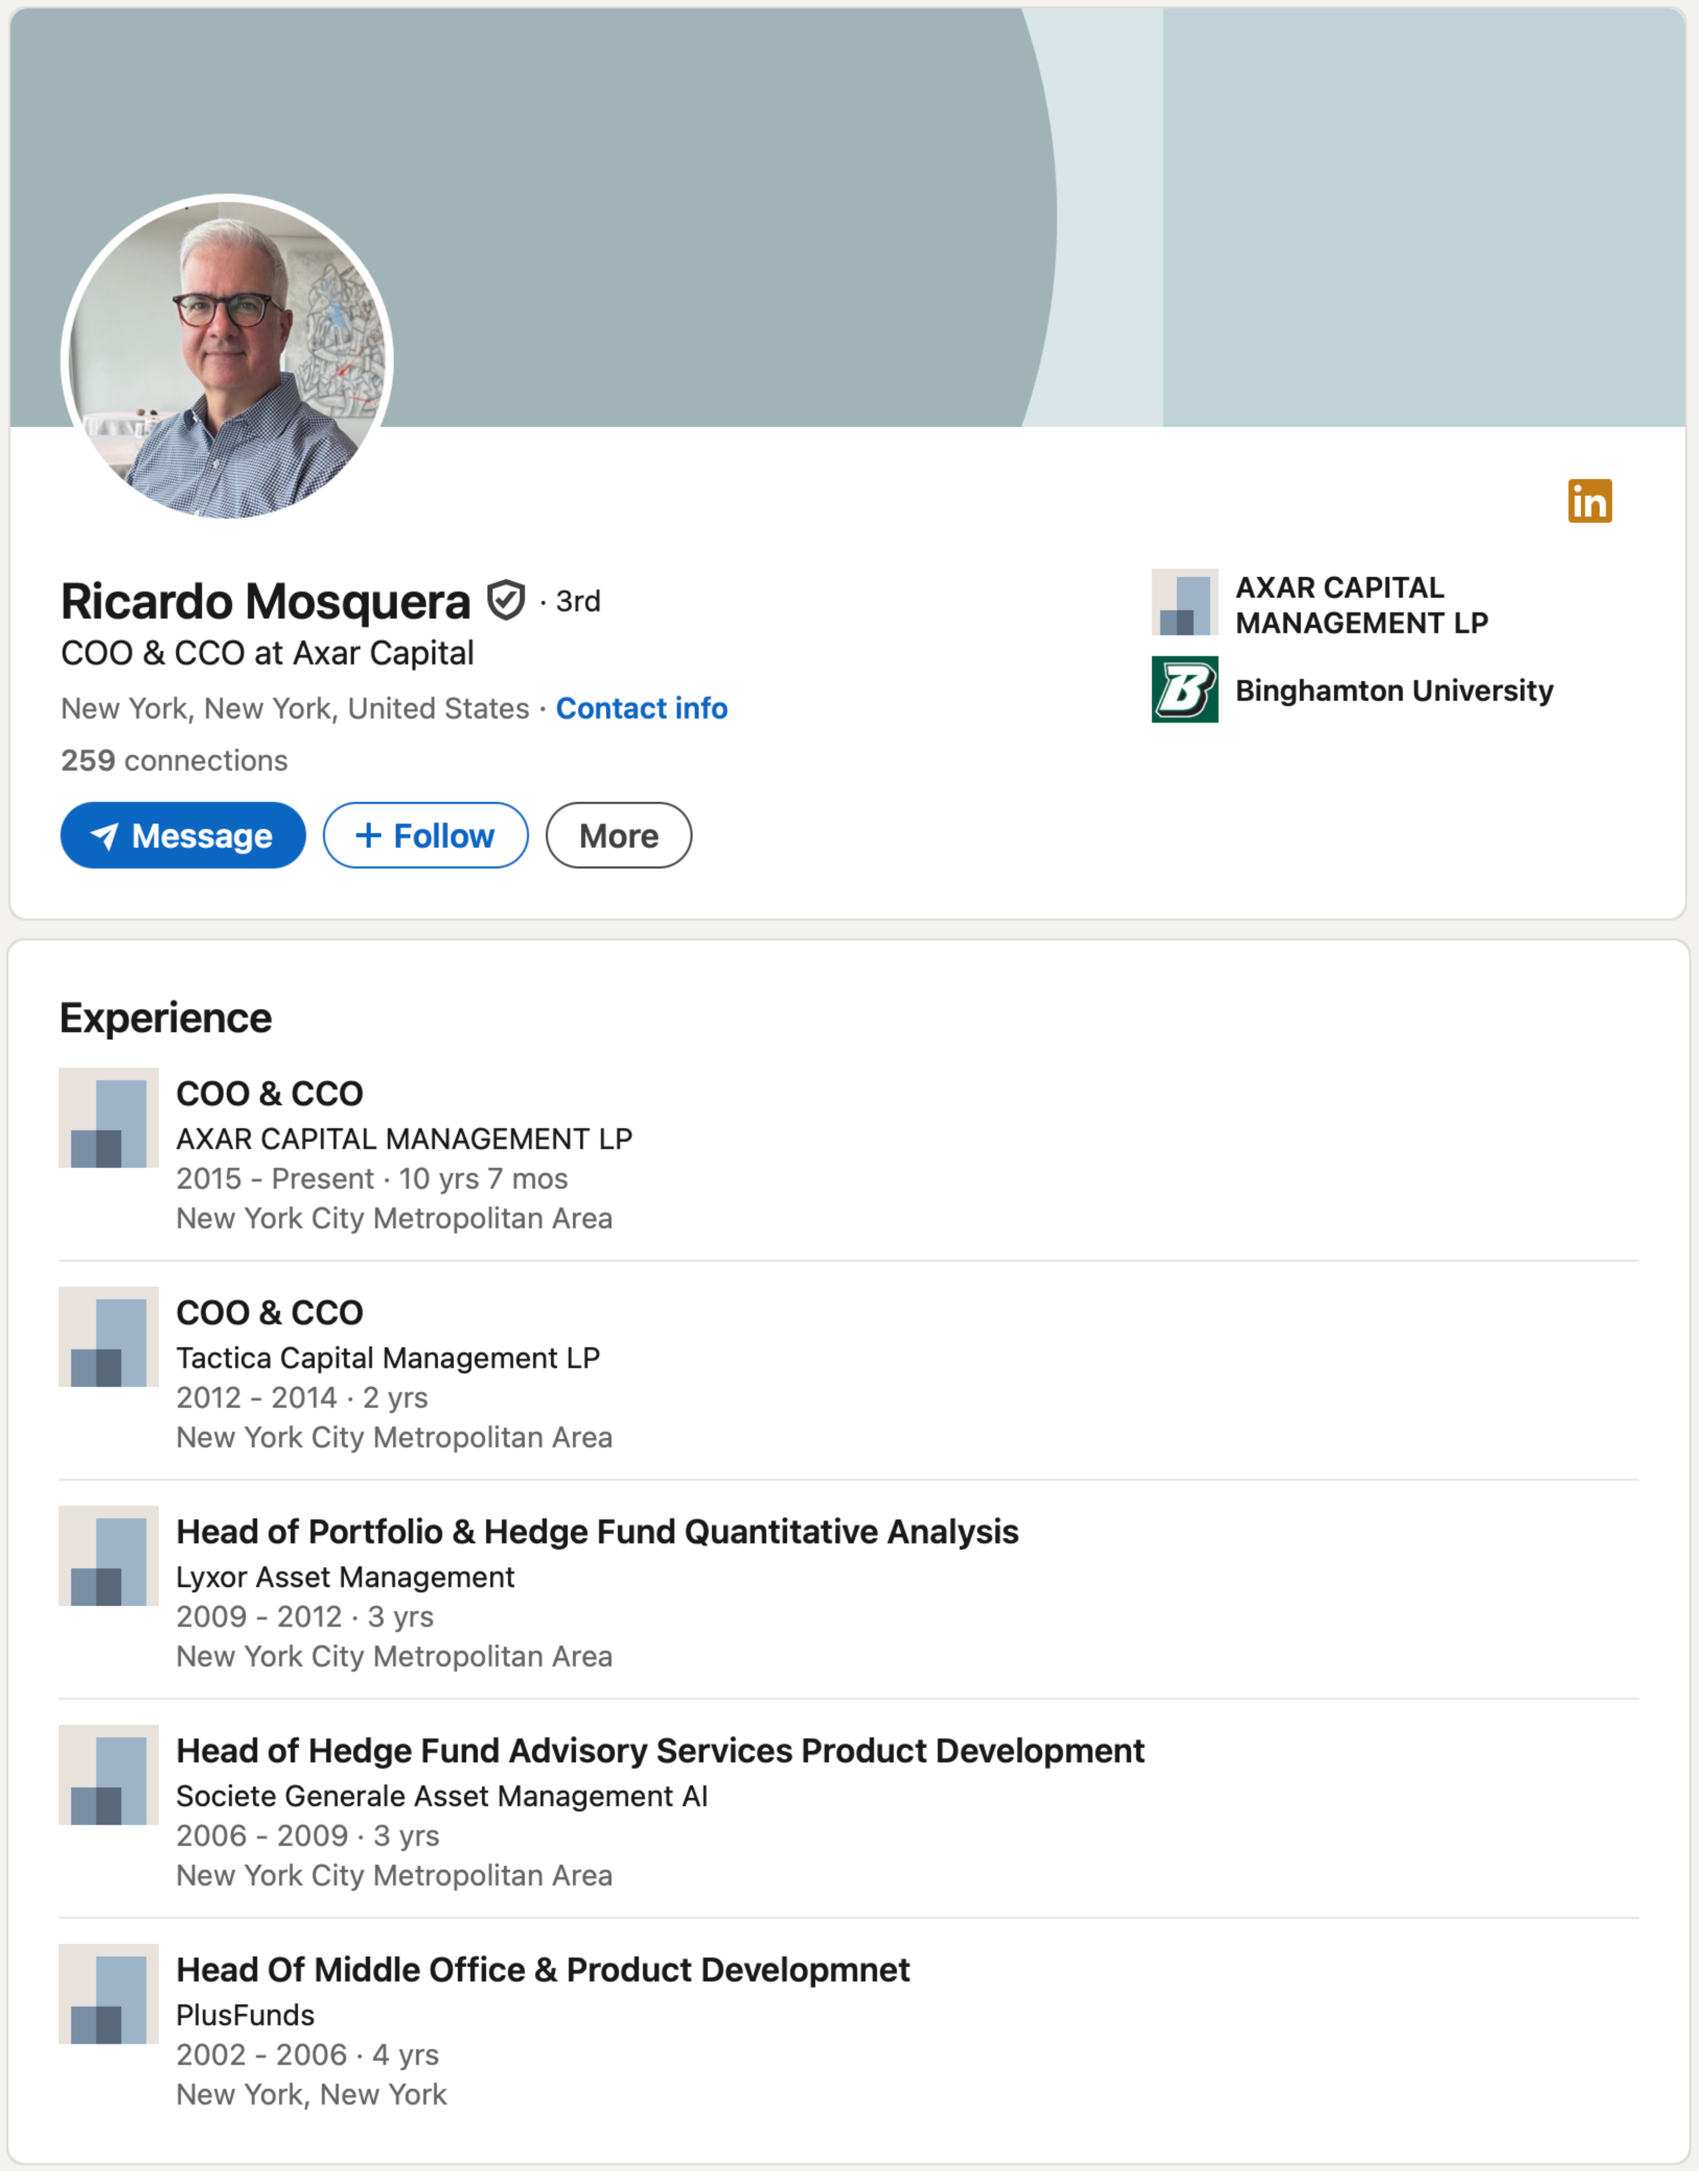 in
Ricardo Mosquera · 3rd
COO & CCO at Axar Capital
New York, New York, United States · Contact info
259 connections
Message
+ Follow
More
AXAR CAPITAL
MANAGEMENT LP
B
Binghamton University
Experience
COO & CCO
AXAR CAPITAL MANAGEMENT LP
2015 - Present · 10 yrs 7 mos
New York City Metropolitan Area
COO & CCO
Tactica Capital Management LP
2012 - 2014 · 2 yrs
New York City Metropolitan Area
Head of Portfolio & Hedge Fund Quantitative Analysis
Lyxor Asset Management
2009 - 2012 · 3 yrs
New York City Metropolitan Area
Head of Hedge Fund Advisory Services Product Development
Societe Generale Asset Management AI
2006 - 2009 · 3 yrs
New York City Metropolitan Area
Head Of Middle Office & Product Developmnet
PlusFunds
2002 - 2006 · 4 yrs
New York, New York